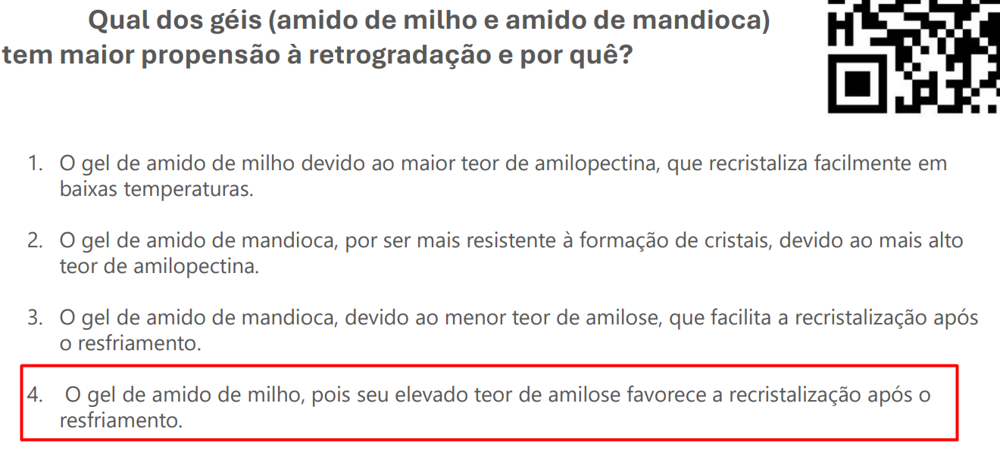 Qual dos géis (amido de milho e amido de mandioca)
tem maior propensão à retrogradação e por quê?
1. O gel de amido de milho devido ao maior teor de amilopectina, que recristaliza facilmente em
baixas temperaturas.
2. O gel de amido de mandioca, por ser mais resistente à formação de cristais, devido ao mais alto
teor de amilopectina.
3. O gel de amido de mandioca, devido ao menor teor de amilose, que facilita a recristalização após
o resfriamento.
4. O gel de amido de milho, pois seu elevado teor de amilose favorece a recristalização após o
resfriamento.